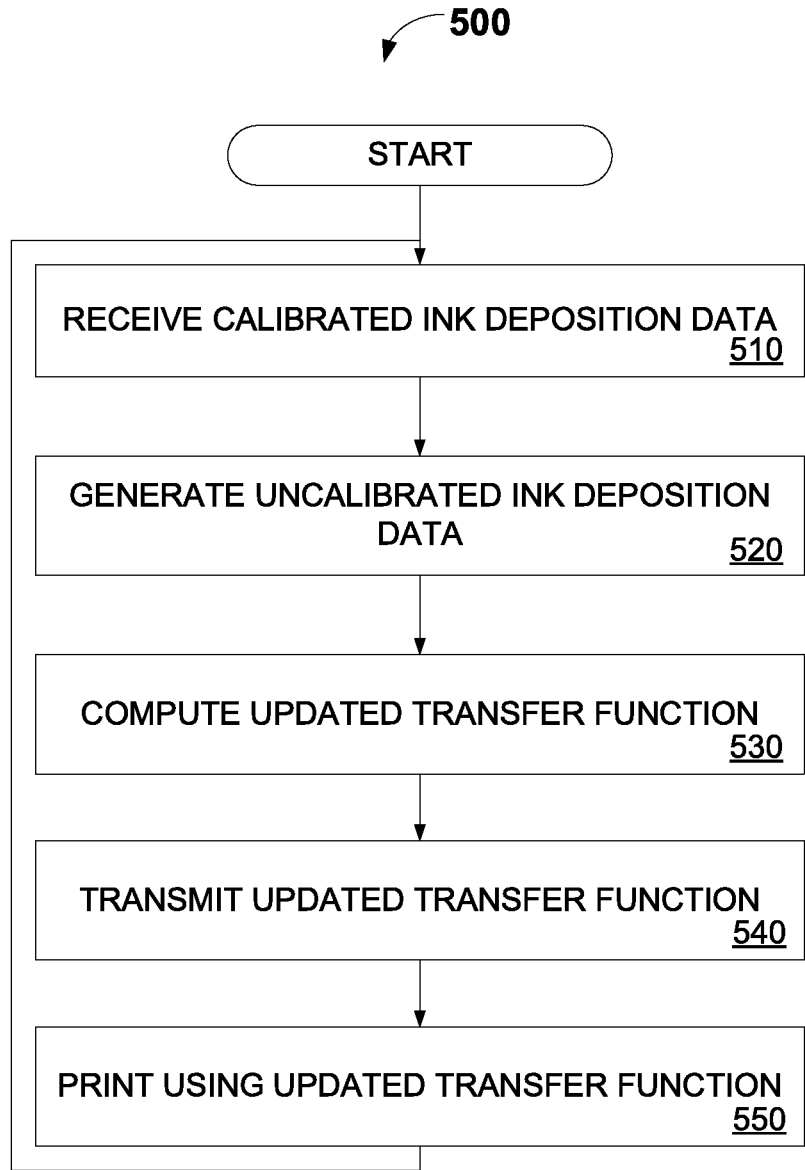 500
START
RECEIVE CALIBRATED INK DEPOSITION DATA
510
GENERATE UNCALIBRATED INK DEPOSITION
DATA
520
COMPUTE UPDATED TRANSFER FUNCTION
530
TRANSMIT UPDATED TRANSFER FUNCTION
540
PRINT USING UPDATED TRANSFER FUNCTION
550